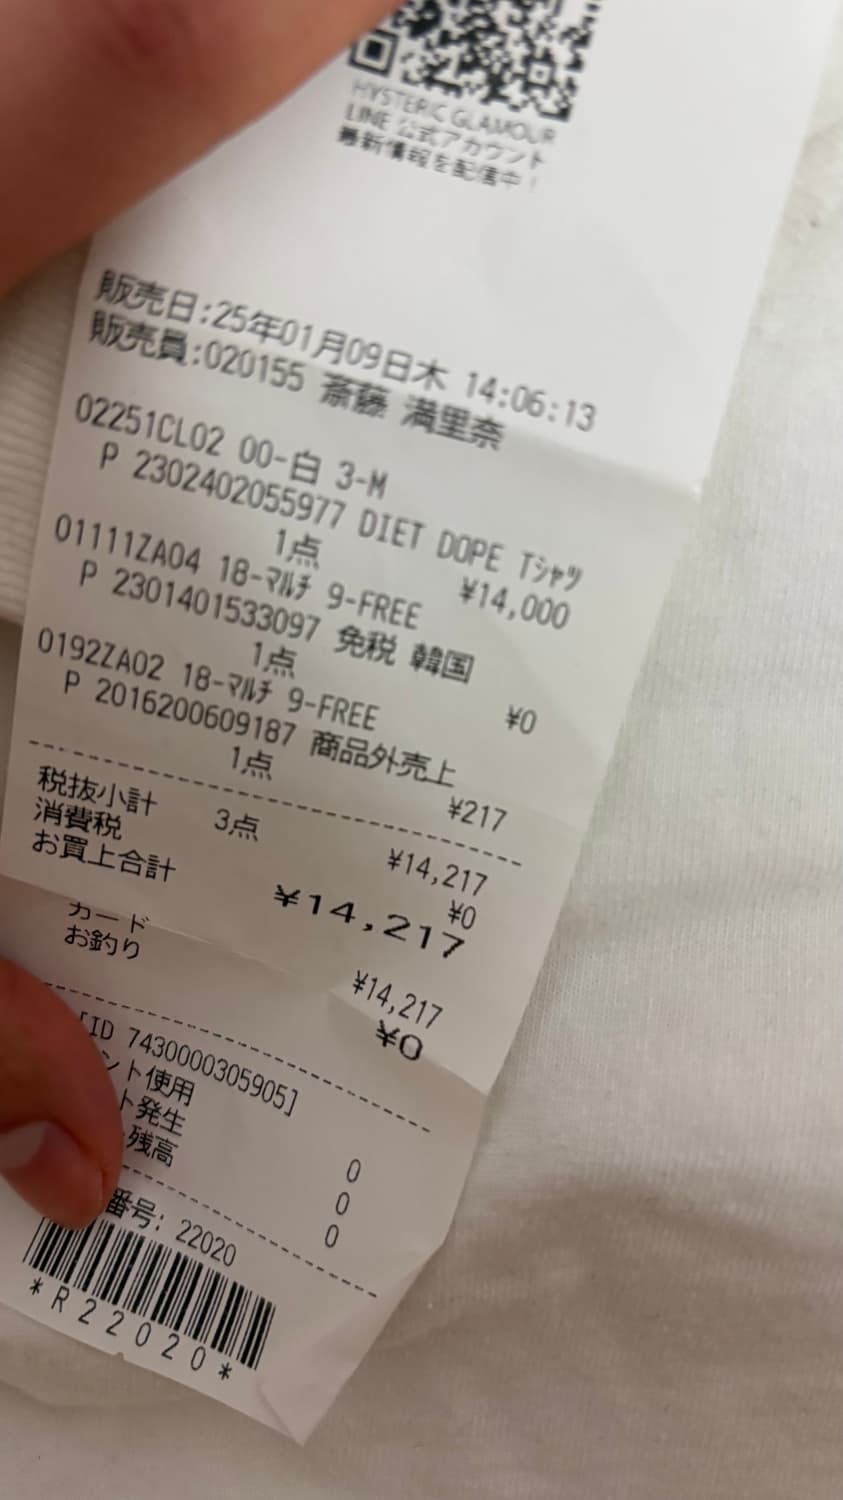 HYSTERIC GLAMOUR
LINE 公式アカウント
最新情報を配信中！
販売日:25年01月09日木 14:06:13
販売員:020155 斎藤 満里奈
02251CL02 00-白 3-M
P 2302402055977 DIET DOPE Tｼｬﾂ
1点 ¥14,000
01111ZA04 18-ﾏﾙﾁ 9-FREE
P 2301401533097 免税 韓国
1点 ¥0
0192ZA02 18-ﾏﾙﾁ 9-FREE
P 2016200609187 商品外売上
1点 ¥217
税抜小計 3点 ¥14,217
消費税 ¥0
お買上合計 ¥14,217
カード ¥14,217
お釣り ¥0
[ID 7430000305905]
ント使用 0
ト発生 0
残高 0
番号: 22020
*R22020*